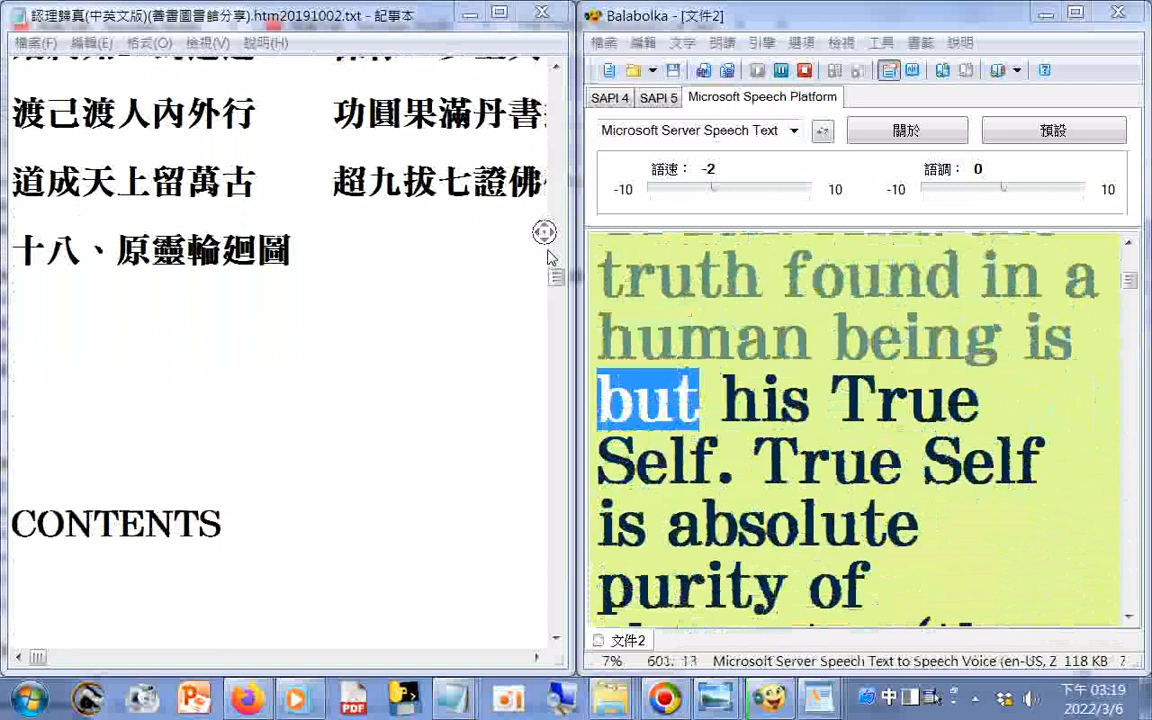 認理歸真(中英文版)(善書圖書館分享).htm20191002.txt - 記事本
檔案(F) 編輯(E) 格式(O) 檢視(V) 說明(H)
渡己渡人內外行 功圓果滿丹書
道成天上留萬古 超九拔七證佛
十八、原靈輪廻圖
CONTENTS
Balabolka - [文件2]
檔案 編輯 文字 朗讀 引擎 選項 檢視 工具 書籤 說明
SAPI 4 SAPI 5 Microsoft Speech Platform
Microsoft Server Speech Text 關於 預設
語速： -2 語調： 0
-10 10 -10 10
truth found in a
human being is
but his True
Self. True Self
is absolute
purity of
文件2
7% 601: 13 Microsoft Server Speech Text to Speech Voice (en-US, Z 118 KB
中 下午 03:19
2022/3/6